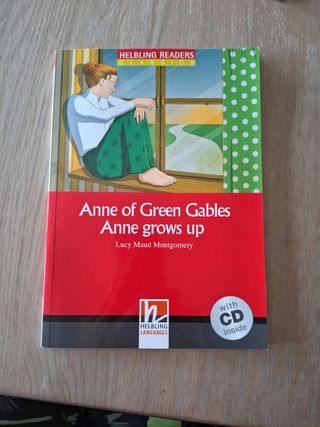 HELBLING READERS
CLASSICS
Anne of Green Gables
Anne grows up
Lucy Maud Montgomery
with
CD
inside
h
HELBLING
LANGUAGES